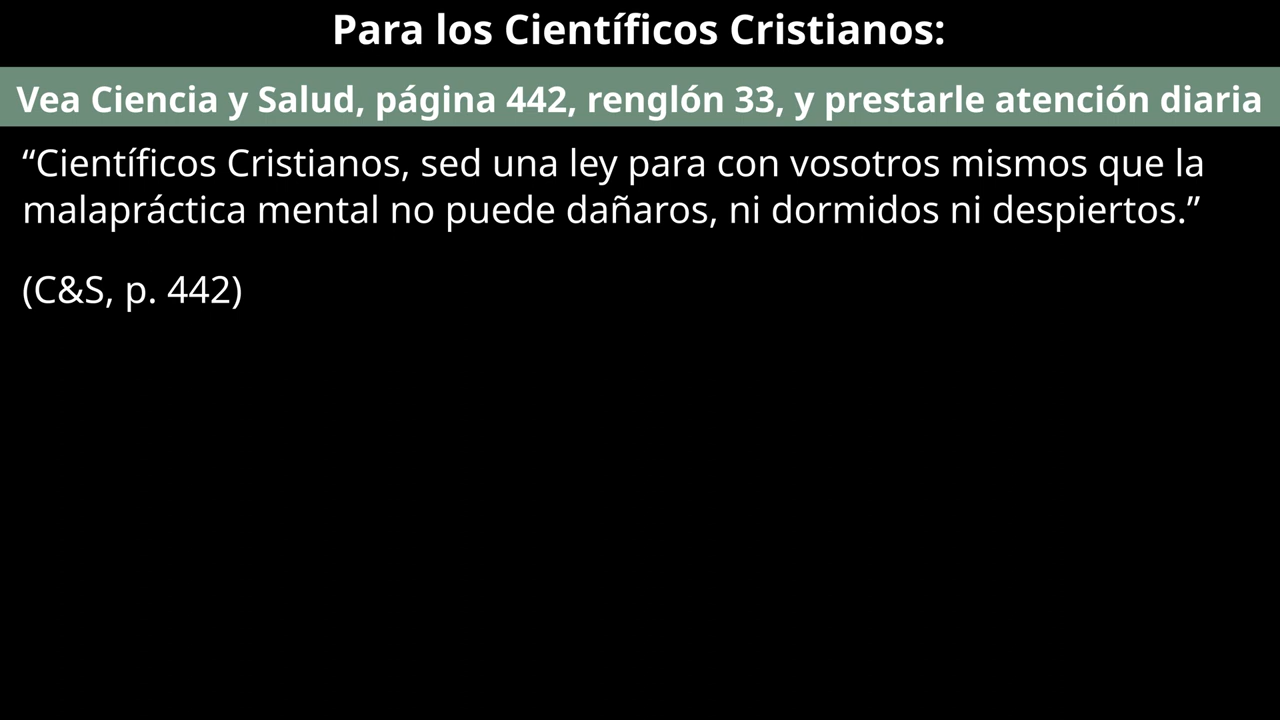 Para los Científicos Cristianos:
Vea Ciencia y Salud, página 442, renglón 33, y prestarle atención diaria
“Científicos Cristianos, sed una ley para con vosotros mismos que la
malapráctica mental no puede dañaros, ni dormidos ni despiertos.”
(C&S, p. 442)